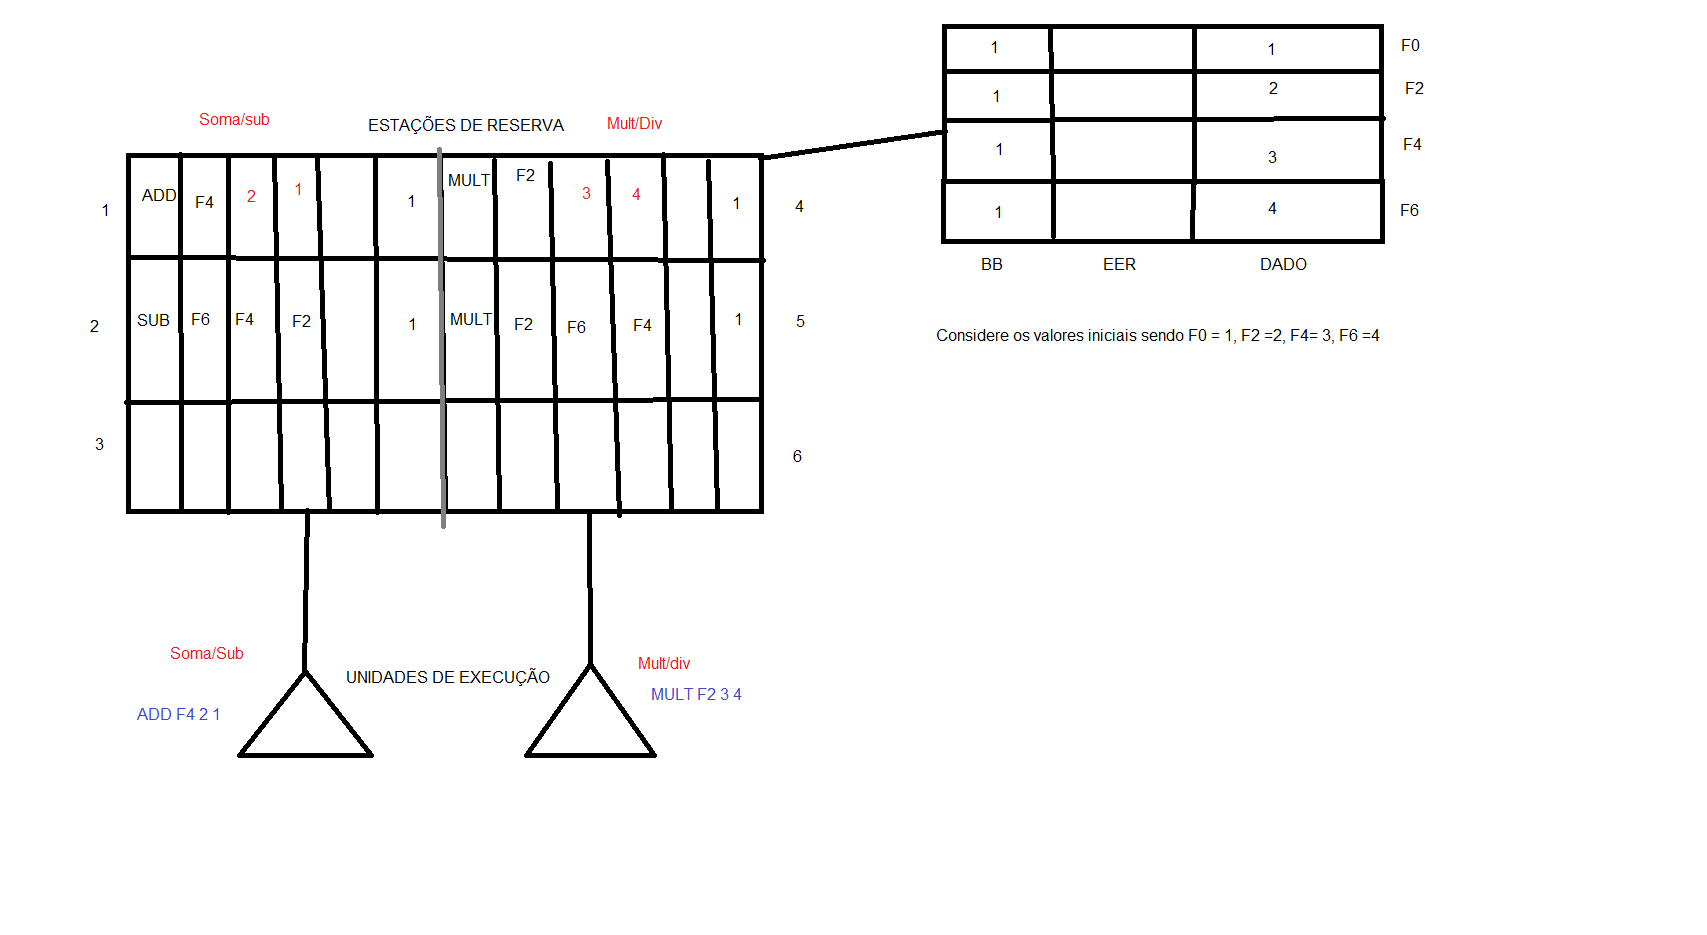 Soma/sub ESTAÇÕES DE RESERVA Mult/Div
1 ADD F4 2 1 1 MULT F2 3 4 1 4
2 SUB F6 F4 F2 1 MULT F2 F6 F4 1 5
3 6
1 1 F0
1 2 F2
1 3 F4
1 4 F6
BB EER DADO
Considere os valores iniciais sendo F0 = 1, F2 =2, F4= 3, F6 =4
Soma/Sub UNIDADES DE EXECUÇÃO Mult/div
ADD F4 2 1 MULT F2 3 4